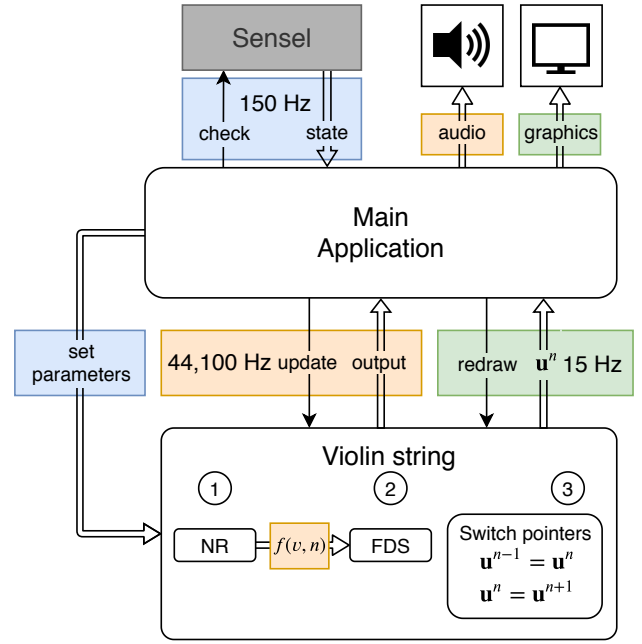 Sensel
150 Hz
check
state
audio
graphics
Main
Application
set
parameters
44,100 Hz update
output
redraw
uⁿ 15 Hz
Violin string
1
2
3
NR
f(v, n)
FDS
Switch pointers
uⁿ⁻¹ = uⁿ
uⁿ = uⁿ⁺¹